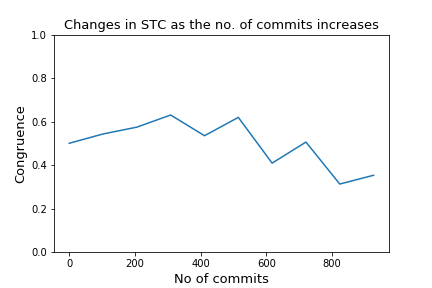 Changes in STC as the no. of commits increases
1.0
0.8
0.6
0.4
0.2
0.0
Congruence
0 200 400 600 800
No of commits